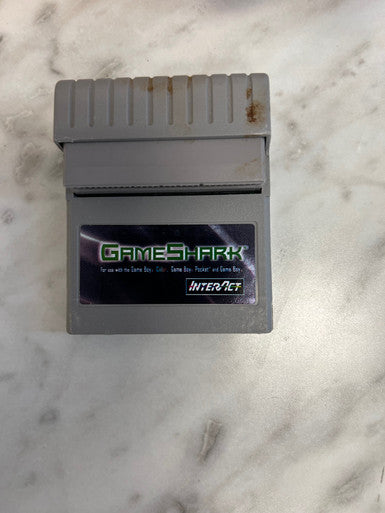 GAMESHARK
For use with the Game Boy, Color, Game Boy, Pocket and Game Boy.
INTERACT